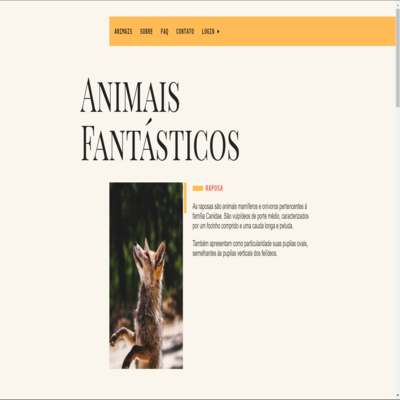 ANIMAIS SOBRE FAQ CONTATO LOGIN
ANIMAIS
FANTÁSTICOS
RAPOSA
As raposas são animais mamíferos e onívoros pertencentes à
família Canidae. São vulpídeos de porte médio, caracterizados
por um focinho comprido e uma cauda longa e peluda.
Também apresentam como particularidade suas pupilas ovais,
semelhantes às pupilas verticais dos felídeos.